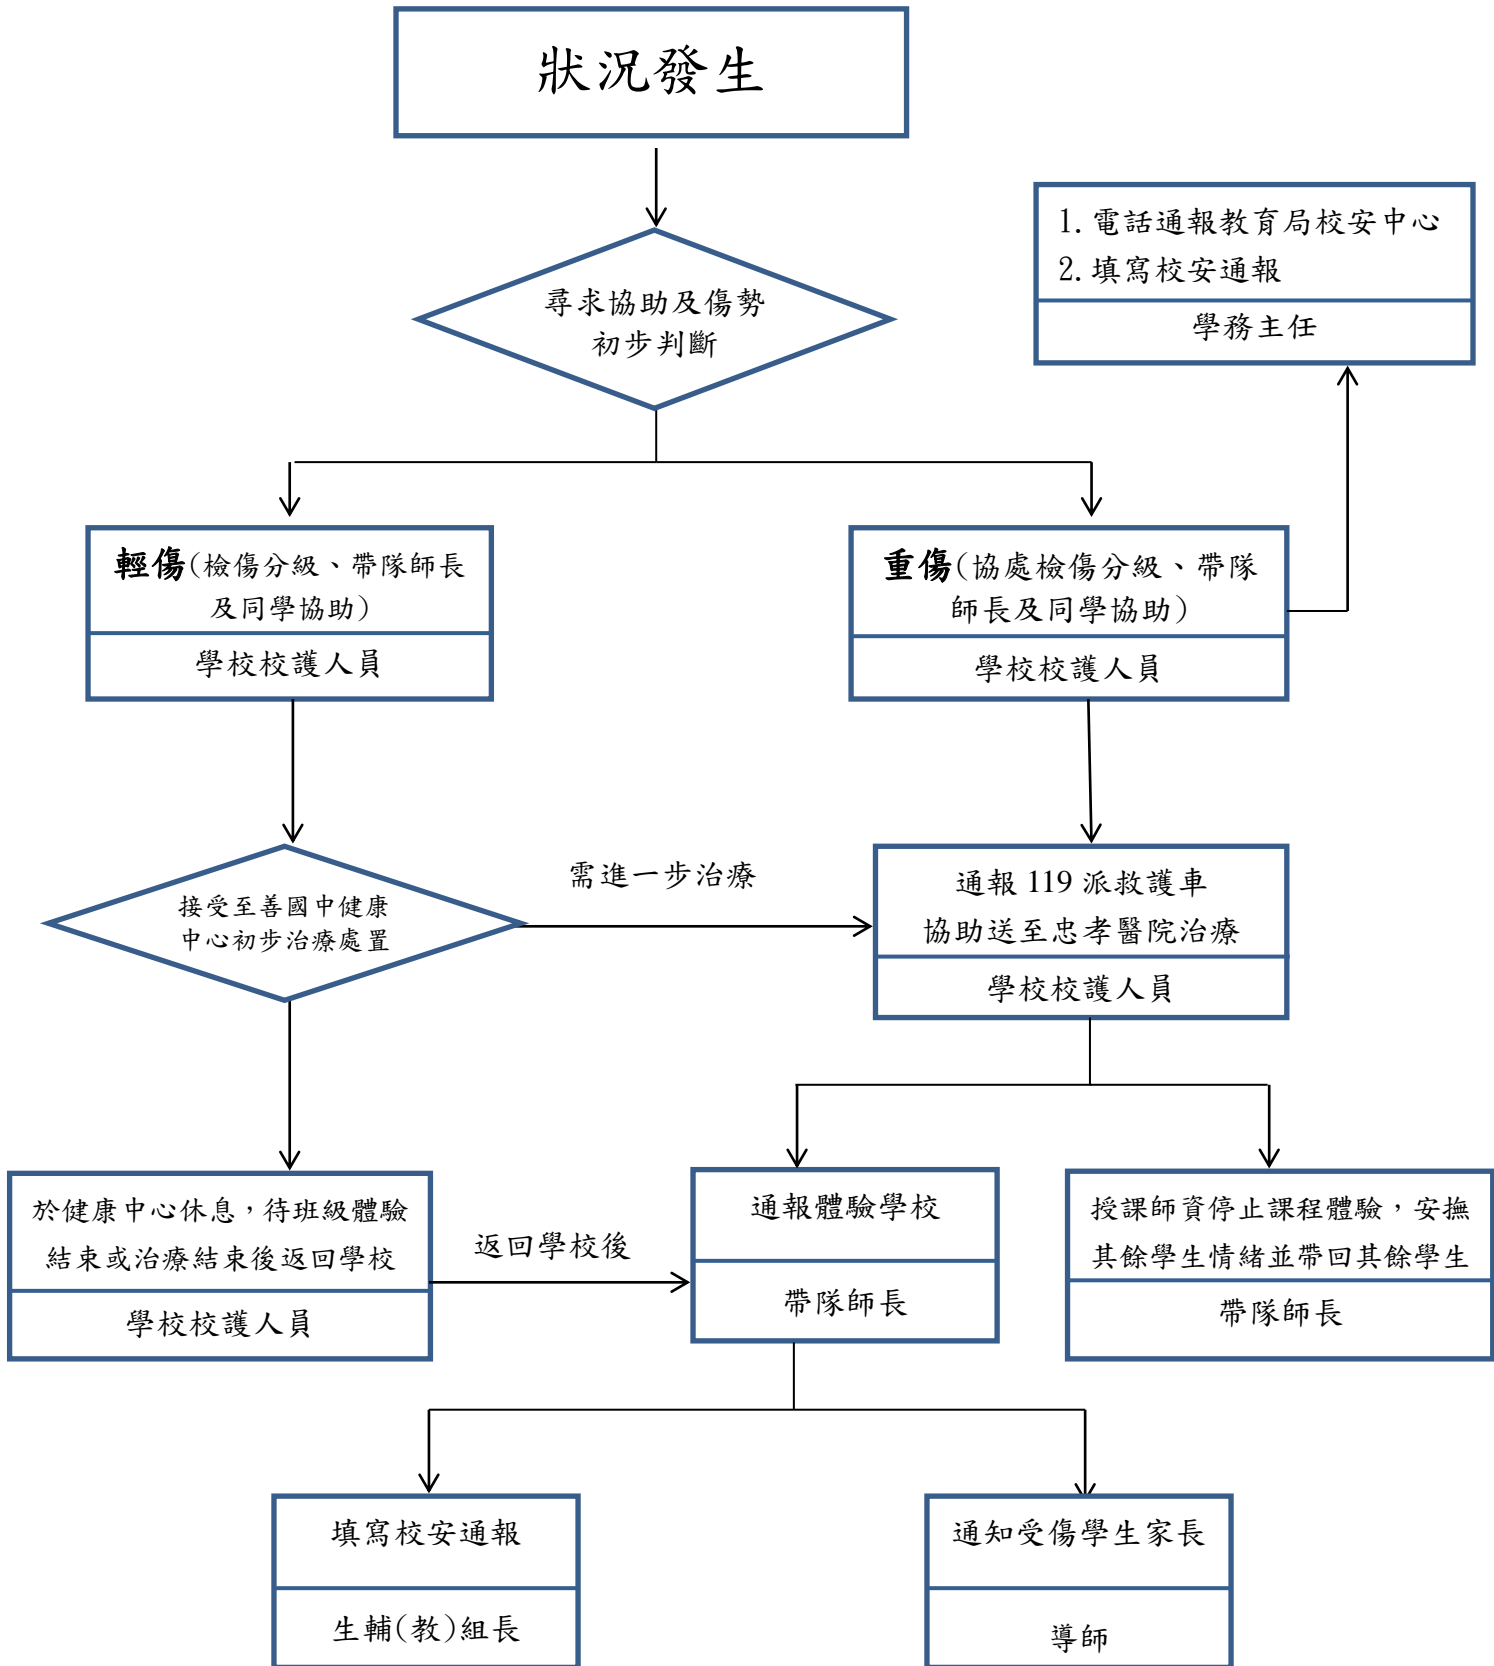 狀況發生
1. 電話通報教育局校安中心
2. 填寫校安通報
學務主任
尋求協助及傷勢
初步判斷
輕傷(檢傷分級、帶隊師長
及同學協助)
學校校護人員
重傷(協處檢傷分級、帶隊
師長及同學協助)
學校校護人員
接受至善國中健康
中心初步治療處置
需進一步治療
通報 119 派救護車
協助送至忠孝醫院治療
學校校護人員
於健康中心休息，待班級體驗
結束或治療結束後返回學校
學校校護人員
返回學校後
通報體驗學校
帶隊師長
授課師資停止課程體驗，安撫
其餘學生情緒並帶回其餘學生
帶隊師長
填寫校安通報
生輔(教)組長
通知受傷學生家長
導師